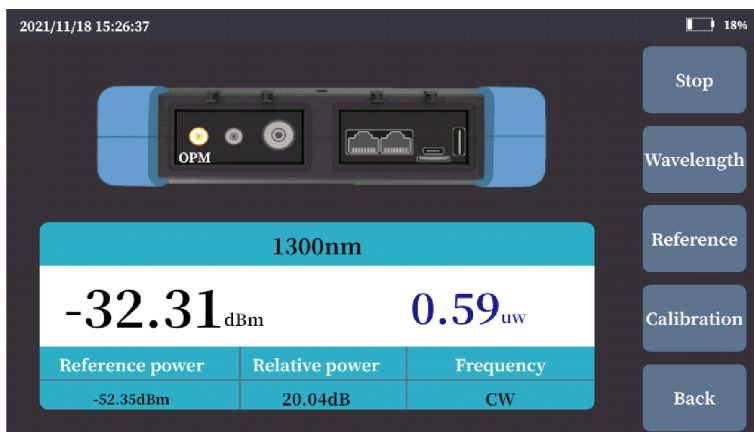 2021/11/18 15:26:37
18%
OPM
1300nm
-32.31dBm
0.59uw
Reference power
Relative power
Frequency
-52.35dBm
20.04dB
CW
Stop
Wavelength
Reference
Calibration
Back